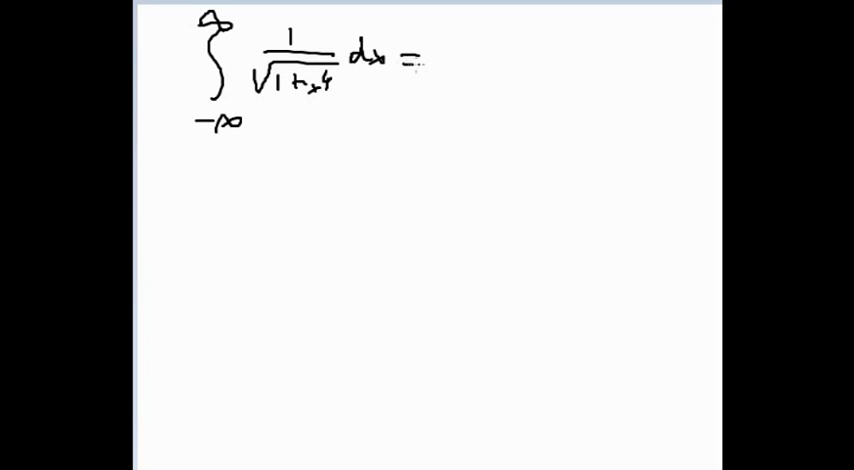 ∫_{-∞}^{∞} 1/√(1+x⁴) dx =